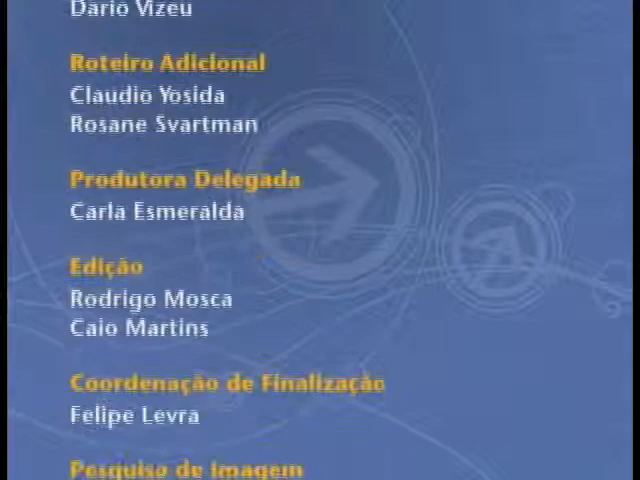 Dario Vizeu
Roteiro Adicional
Claudio Yosida
Rosane Svartman
Produtora Delegada
Carla Esmeralda
Edição
Rodrigo Mosca
Caio Martins
Coordenação de Finalização
Felipe Levra
Pesquisa de Imagem